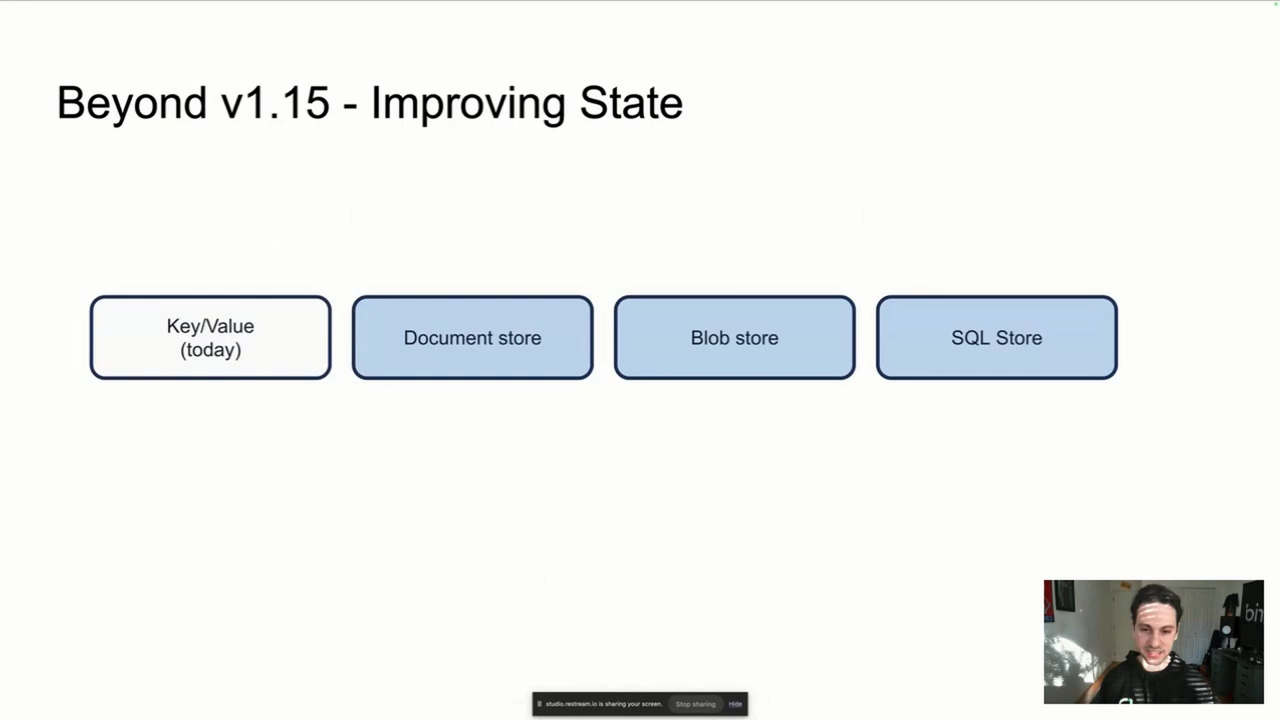 Beyond v1.15 - Improving State
Key/Value
(today)
Document store
Blob store
SQL Store
studio.restream.io is sharing your screen.
Stop sharing
Hide